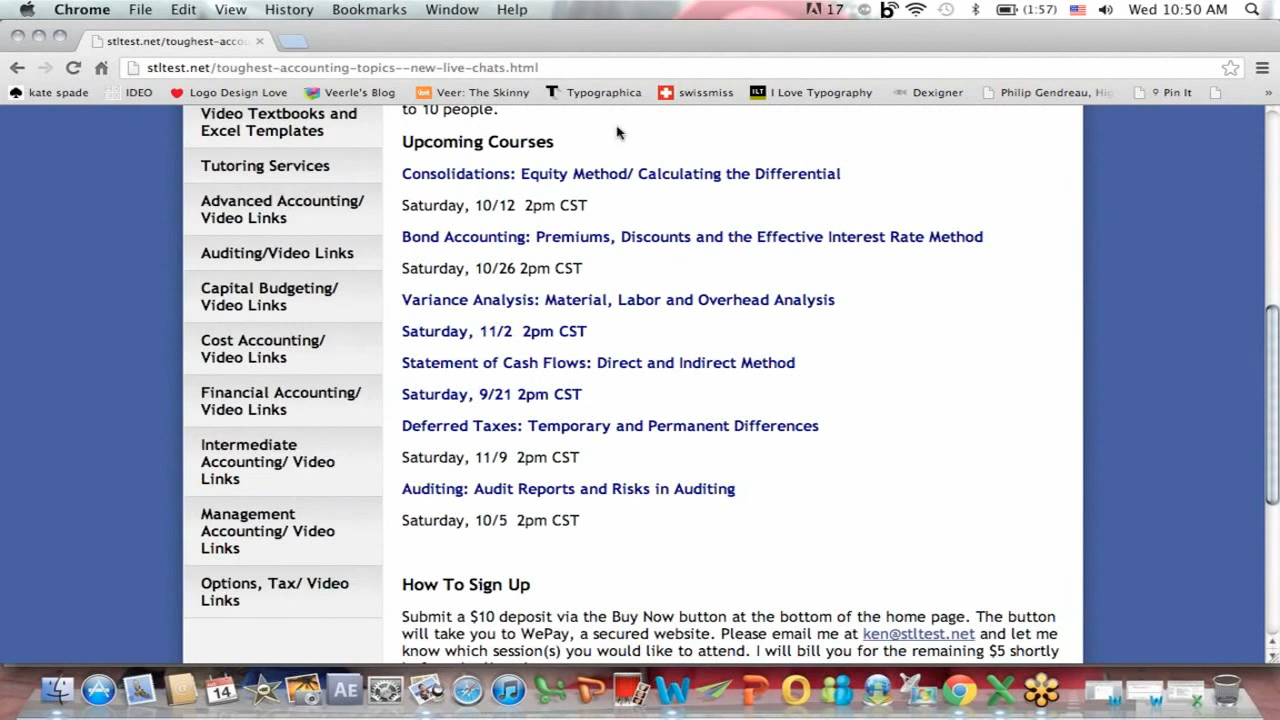 Chrome File Edit View History Bookmarks Window Help 17 (1:57) Wed 10:50 AM
stltest.net/toughest-accou
stltest.net/toughest-accounting-topics--new-live-chats.html
kate spade IDEO Logo Design Love Veerle's Blog Veer: The Skinny Typographica swissmiss I Love Typography Dexigner Philip Gendreau, Hig Pin It »
Video Textbooks and
Excel Templates
Tutoring Services
Advanced Accounting/
Video Links
Auditing/Video Links
Capital Budgeting/
Video Links
Cost Accounting/
Video Links
Financial Accounting/
Video Links
Intermediate
Accounting/ Video
Links
Management
Accounting/ Video
Links
Options, Tax/ Video
Links
to 10 people.
Upcoming Courses
Consolidations: Equity Method/ Calculating the Differential
Saturday, 10/12 2pm CST
Bond Accounting: Premiums, Discounts and the Effective Interest Rate Method
Saturday, 10/26 2pm CST
Variance Analysis: Material, Labor and Overhead Analysis
Saturday, 11/2 2pm CST
Statement of Cash Flows: Direct and Indirect Method
Saturday, 9/21 2pm CST
Deferred Taxes: Temporary and Permanent Differences
Saturday, 11/9 2pm CST
Auditing: Audit Reports and Risks in Auditing
Saturday, 10/5 2pm CST
How To Sign Up
Submit a $10 deposit via the Buy Now button at the bottom of the home page. The button
will take you to WePay, a secured website. Please email me at ken@stltest.net and let me
know which session(s) you would like to attend. I will bill you for the remaining $5 shortly
14
AE